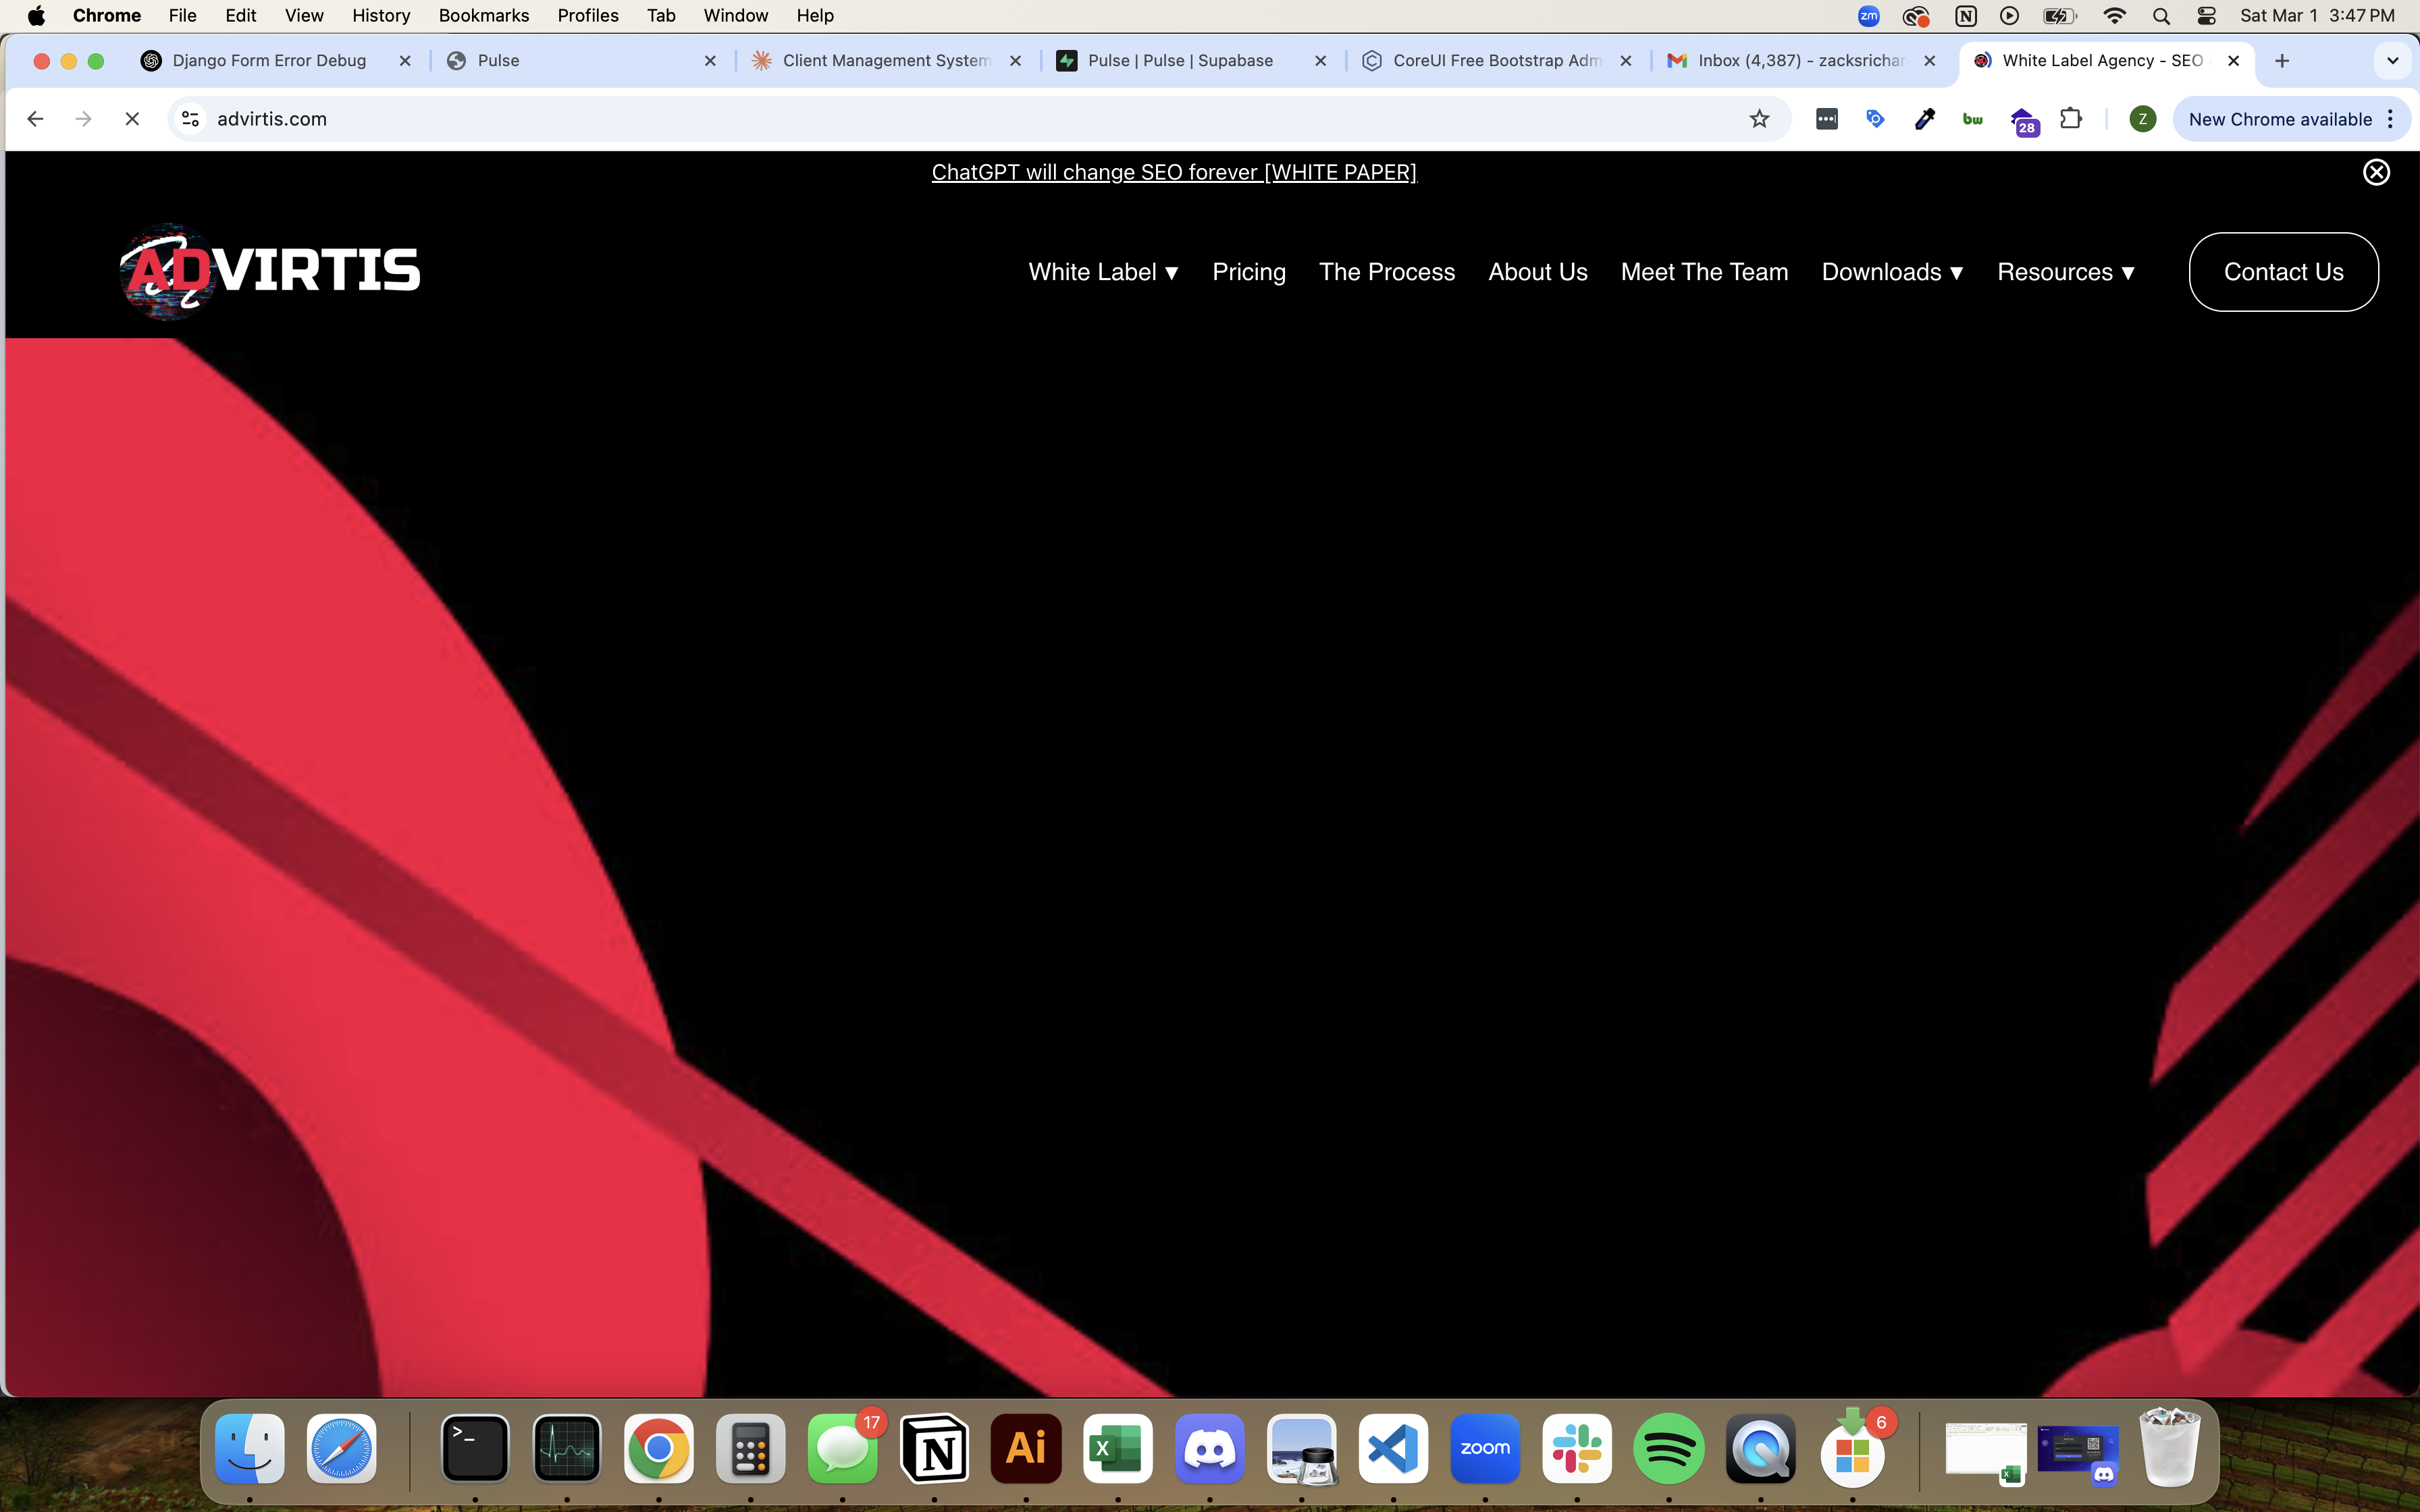 Chrome File Edit View History Bookmarks Profiles Tab Window Help zm N Sat Mar 1 3:47 PM
Django Form Error Debug Pulse Client Management System Pulse | Pulse | Supabase CoreUI Free Bootstrap Adm Inbox (4,387) - zacksrichar White Label Agency - SEO
advirtis.com bw 28 Z New Chrome available
ChatGPT will change SEO forever [WHITE PAPER]
ADVIRTIS White Label ▼ Pricing The Process About Us Meet The Team Downloads ▼ Resources ▼ Contact Us
17 6
>_ N Ai X zoom